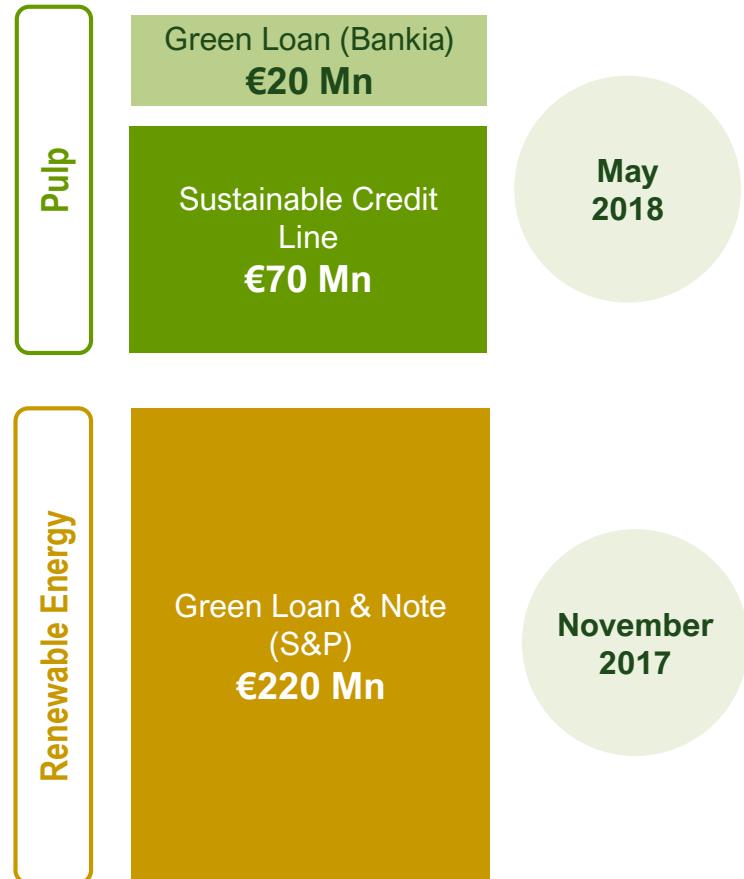 Pulp
Green Loan (Bankia)
€20 Mn
Sustainable Credit
Line
€70 Mn
May
2018
Renewable Energy
Green Loan & Note
(S&P)
€220 Mn
November
2017